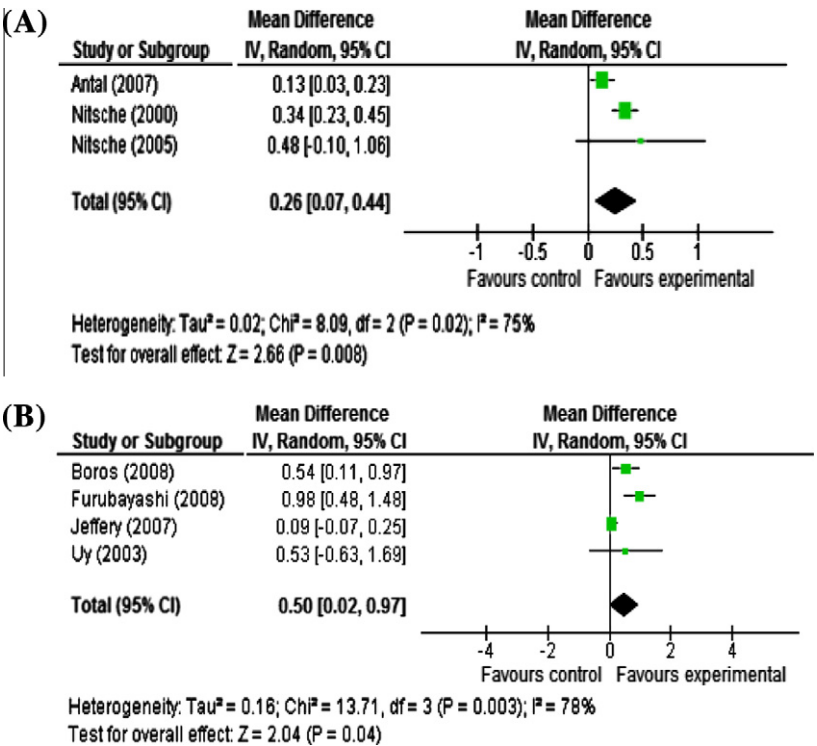 (A)
Mean Difference Mean Difference
Study or Subgroup IV, Random, 95% CI IV, Random, 95% CI
Antal (2007) 0.13 [0.03, 0.23]
Nitsche (2000) 0.34 [0.23, 0.45]
Nitsche (2005) 0.48 [-0.10, 1.06]
Total (95% CI) 0.26 [0.07, 0.44]
-1 -0.5 0 0.5 1
Favours control Favours experimental
Heterogeneity: Tau² = 0.02; Chi² = 8.09, df = 2 (P = 0.02); I² = 75%
Test for overall effect: Z = 2.66 (P = 0.008)
(B)
Mean Difference Mean Difference
Study or Subgroup IV, Random, 95% CI IV, Random, 95% CI
Boros (2008) 0.54 [0.11, 0.97]
Furubayashi (2008) 0.98 [0.48, 1.48]
Jeffery (2007) 0.09 [-0.07, 0.25]
Uy (2003) 0.53 [-0.63, 1.69]
Total (95% CI) 0.50 [0.02, 0.97]
-4 -2 0 2 4
Favours control Favours experimental
Heterogeneity: Tau² = 0.16; Chi² = 13.71, df = 3 (P = 0.003); I² = 78%
Test for overall effect: Z = 2.04 (P = 0.04)